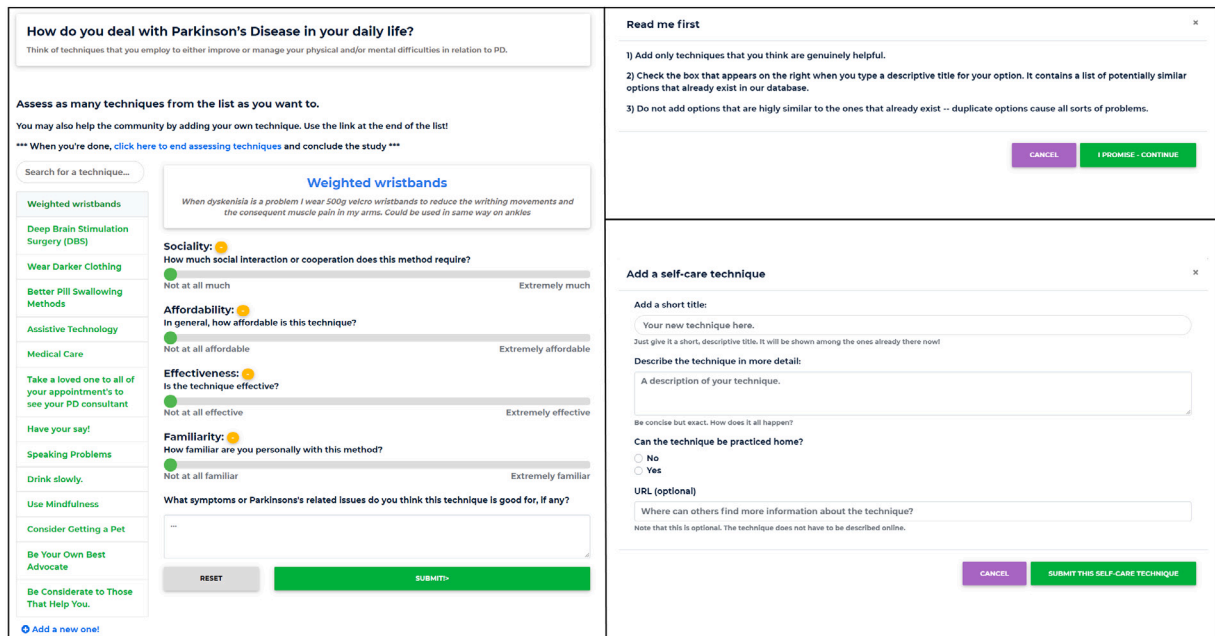 How do you deal with Parkinson's Disease in your daily life?
Think of techniques that you employ to either improve or manage your physical and/or mental difficulties in relation to PD.
Assess as many techniques from the list as you want to.
You may also help the community by adding your own technique. Use the link at the end of the list!
*** When you're done, click here to end assessing techniques and conclude the study ***
Search for a technique...
Weighted wristbands
Deep Brain Stimulation
Surgery (DBS)
Wear Darker Clothing
Better Pill Swallowing
Methods
Assistive Technology
Medical Care
Take a loved one to all of
your appointment's to
see your PD consultant
Have your say!
Speaking Problems
Drink slowly.
Use Mindfulness
Consider Getting a Pet
Be Your Own Best
Advocate
Be Considerate to Those
That Help You.
Add a new one!
Weighted wristbands
When dyskenisia is a problem I wear 500g velcro wristbands to reduce the writhing movements and
the consequent muscle pain in my arms. Could be used in same way on ankles
Sociality: -
How much social interaction or cooperation does this method require?
Not at all much Extremely much
Affordability: -
In general, how affordable is this technique?
Not at all affordable Extremely affordable
Effectiveness: -
Is the technique effective?
Not at all effective Extremely effective
Familiarity: -
How familiar are you personally with this method?
Not at all familiar Extremely familiar
What symptoms or Parkinsons's related issues do you think this technique is good for, if any?
...
RESET SUBMIT!>
Read me first ×
1) Add only techniques that you think are genuinely helpful.
2) Check the box that appears on the right when you type a descriptive title for your option. It contains a list of potentially similar
options that already exist in our database.
3) Do not add options that are higly similar to the ones that already exist -- duplicate options cause all sorts of problems.
CANCEL I PROMISE - CONTINUE
Add a self-care technique ×
Add a short title:
Your new technique here.
Just give it a short, descriptive title. It will be shown among the ones already there now!
Describe the technique in more detail:
A description of your technique.
Be concise but exact. How does it all happen?
Can the technique be practiced home?
No
Yes
URL (optional)
Where can others find more information about the technique?
Note that this is optional. The technique does not have to be described online.
CANCEL SUBMIT THIS SELF-CARE TECHNIQUE